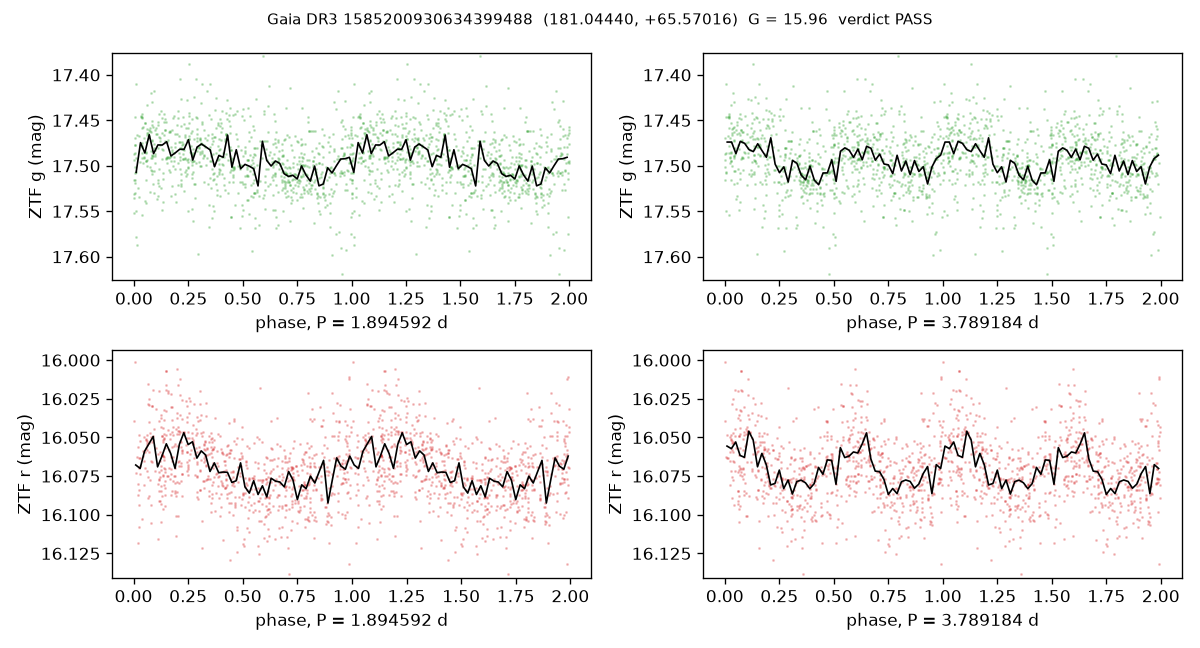 Gaia DR3 1585200930634399488  (181.04440, +65.57016)  G = 15.96  verdict PASS
ZTF g (mag)
17.40
17.45
17.50
17.55
17.60
0.00 0.25 0.50 0.75 1.00 1.25 1.50 1.75 2.00
phase, P = 1.894592 d
ZTF g (mag)
17.40
17.45
17.50
17.55
17.60
0.00 0.25 0.50 0.75 1.00 1.25 1.50 1.75 2.00
phase, P = 3.789184 d
ZTF r (mag)
16.000
16.025
16.050
16.075
16.100
16.125
0.00 0.25 0.50 0.75 1.00 1.25 1.50 1.75 2.00
phase, P = 1.894592 d
ZTF r (mag)
16.000
16.025
16.050
16.075
16.100
16.125
0.00 0.25 0.50 0.75 1.00 1.25 1.50 1.75 2.00
phase, P = 3.789184 d